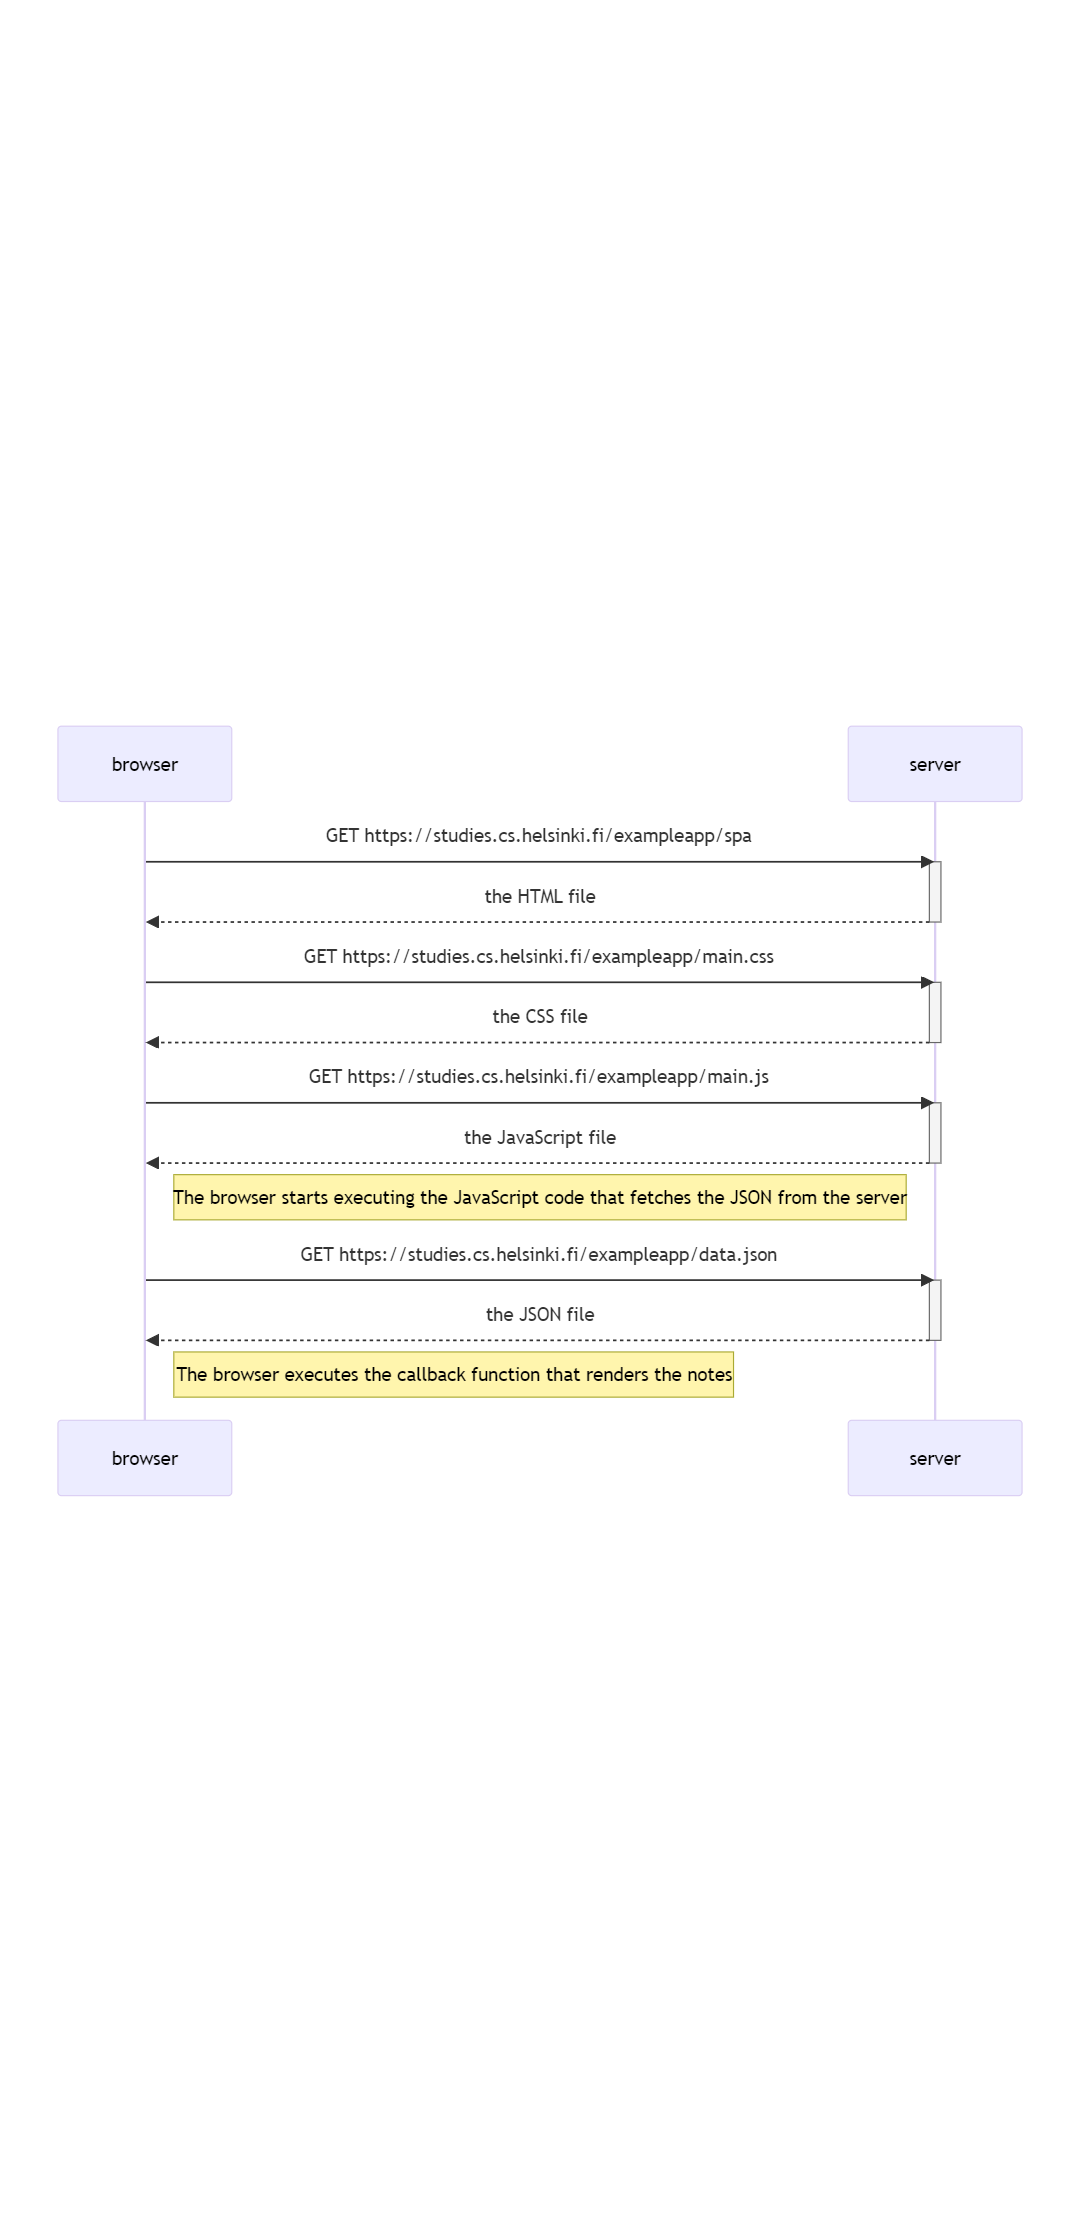 browser
server
GET https://studies.cs.helsinki.fi/exampleapp/spa
the HTML file
GET https://studies.cs.helsinki.fi/exampleapp/main.css
the CSS file
GET https://studies.cs.helsinki.fi/exampleapp/main.js
the JavaScript file
The browser starts executing the JavaScript code that fetches the JSON from the server
GET https://studies.cs.helsinki.fi/exampleapp/data.json
the JSON file
The browser executes the callback function that renders the notes
browser
server